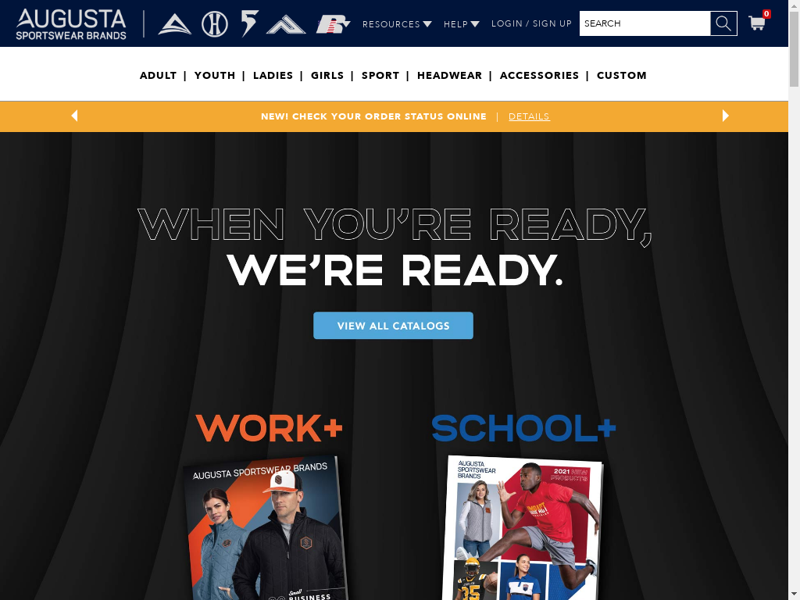 AUGUSTA
SPORTSWEAR BRANDS
RESOURCES HELP LOGIN / SIGN UP SEARCH 0
ADULT | YOUTH | LADIES | GIRLS | SPORT | HEADWEAR | ACCESSORIES | CUSTOM
NEW! CHECK YOUR ORDER STATUS ONLINE | DETAILS
WHEN YOU'RE READY,
WE'RE READY.
VIEW ALL CATALOGS
WORK+ SCHOOL+
AUGUSTA SPORTSWEAR BRANDS
Small
BUSINESS
AUGUSTA
SPORTSWEAR
BRANDS
2021 NEW
PRODUCTS
35